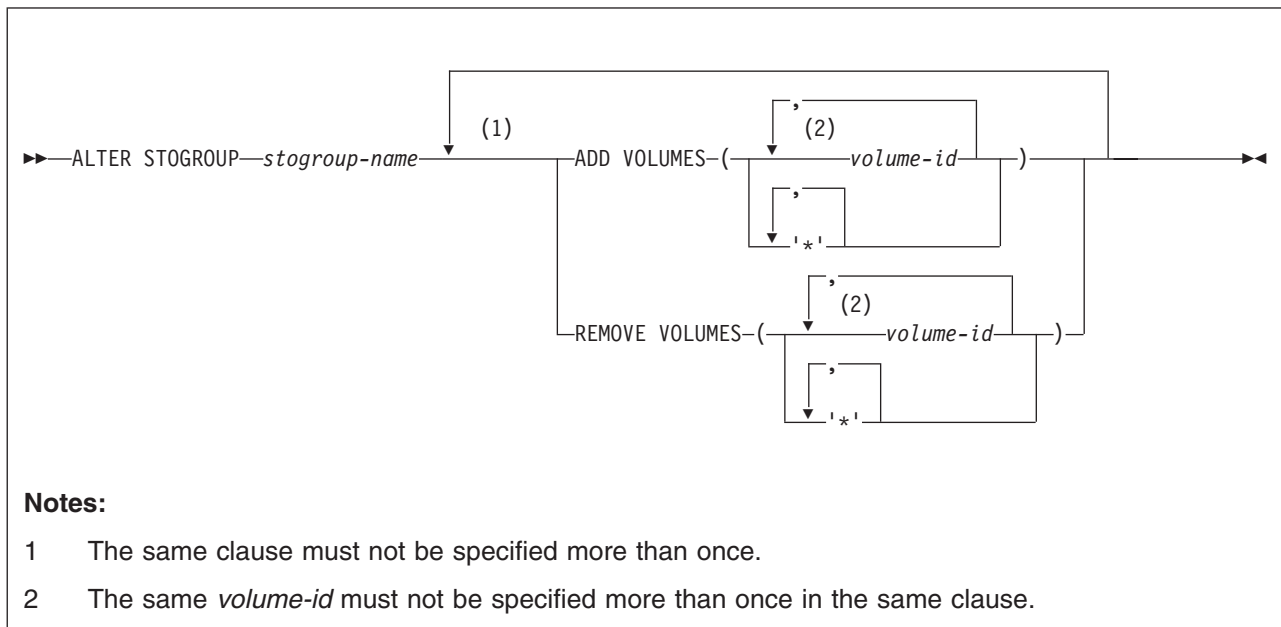 ,
(1) (2)
ALTER STOGROUP stogroup-name ADD VOLUMES ( volume-id )
,
'*'
,
(2)
REMOVE VOLUMES ( volume-id )
,
'*'
Notes:
1 The same clause must not be specified more than once.
2 The same volume-id must not be specified more than once in the same clause.